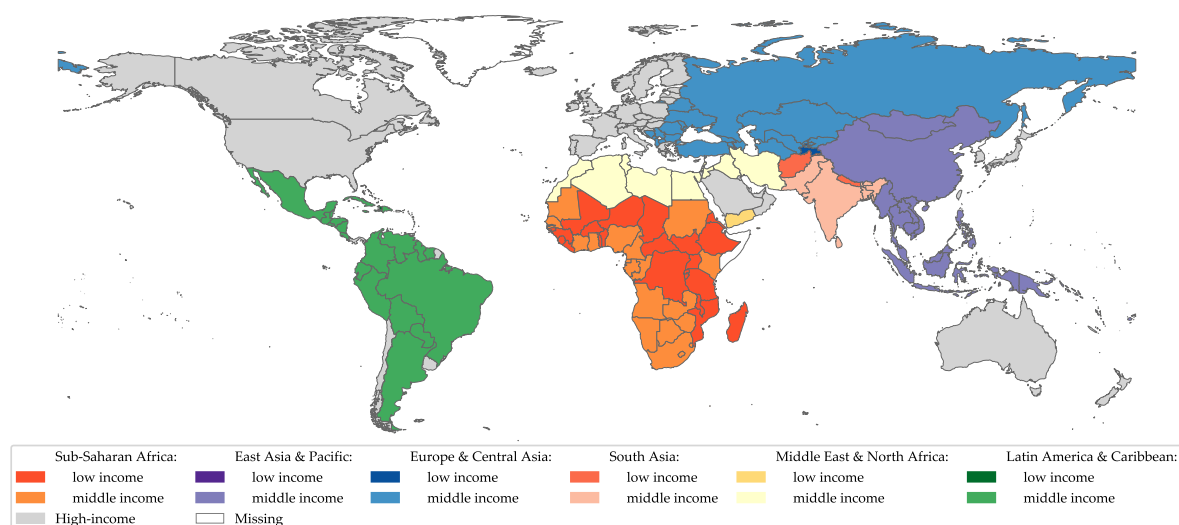 Sub-Saharan Africa: East Asia & Pacific: Europe & Central Asia: South Asia: Middle East & North Africa: Latin America & Caribbean:
low income low income low income low income low income low income
middle income middle income middle income middle income middle income middle income
High-income Missing